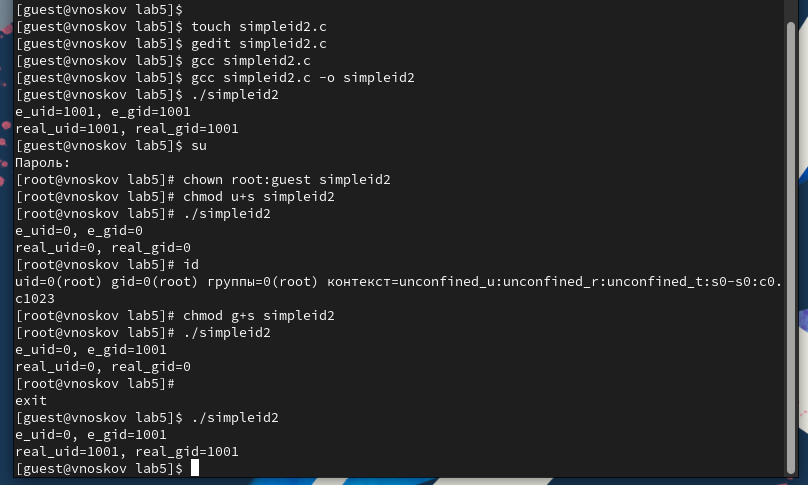 [guest@vnoskov lab5]$
[guest@vnoskov lab5]$ touch simpleid2.c
[guest@vnoskov lab5]$ gedit simpleid2.c
[guest@vnoskov lab5]$ gcc simpleid2.c
[guest@vnoskov lab5]$ gcc simpleid2.c -o simpleid2
[guest@vnoskov lab5]$ ./simpleid2
e_uid=1001, e_gid=1001
real_uid=1001, real_gid=1001
[guest@vnoskov lab5]$ su
Пароль:
[root@vnoskov lab5]# chown root:guest simpleid2
[root@vnoskov lab5]# chmod u+s simpleid2
[root@vnoskov lab5]# ./simpleid2
e_uid=0, e_gid=0
real_uid=0, real_gid=0
[root@vnoskov lab5]# id
uid=0(root) gid=0(root) группы=0(root) контекст=unconfined_u:unconfined_r:unconfined_t:s0-s0:c0.
c1023
[root@vnoskov lab5]# chmod g+s simpleid2
[root@vnoskov lab5]# ./simpleid2
e_uid=0, e_gid=1001
real_uid=0, real_gid=0
[root@vnoskov lab5]#
exit
[guest@vnoskov lab5]$ ./simpleid2
e_uid=0, e_gid=1001
real_uid=1001, real_gid=1001
[guest@vnoskov lab5]$